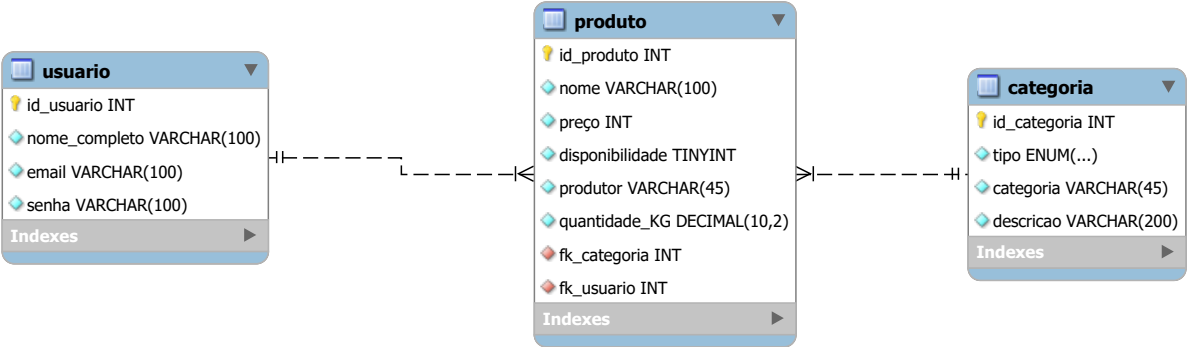 usuario
id_usuario INT
nome_completo VARCHAR(100)
email VARCHAR(100)
senha VARCHAR(100)
Indexes
produto
id_produto INT
nome VARCHAR(100)
preço INT
disponibilidade TINYINT
produtor VARCHAR(45)
quantidade_KG DECIMAL(10,2)
fk_categoria INT
fk_usuario INT
Indexes
categoria
id_categoria INT
tipo ENUM(...)
categoria VARCHAR(45)
descricao VARCHAR(200)
Indexes